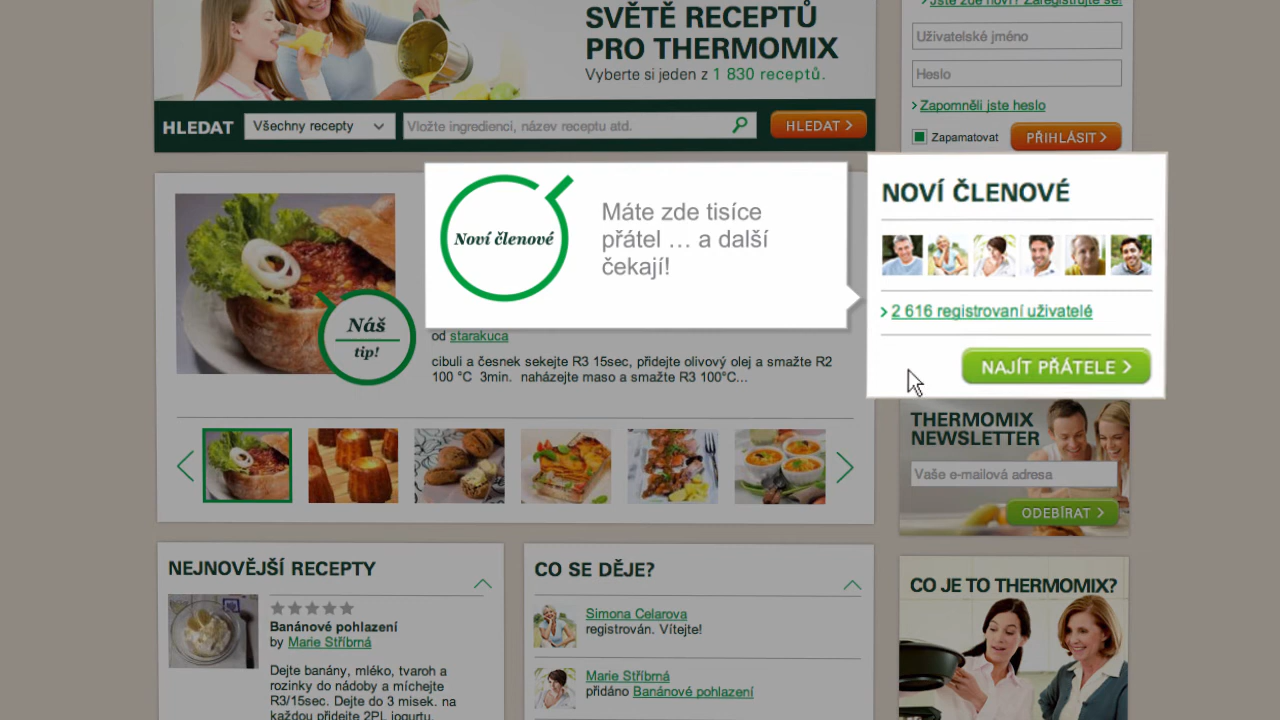 SVĚTĚ RECEPTŮ
PRO THERMOMIX
Vyberte si jeden z 1 830 receptů.
HLEDAT
Všechny recepty
Vložte ingredienci, název receptu atd.
HLEDAT
Jste zde noví? Zaregistrujte se!
Uživatelské jméno
Heslo
Zapomněli jste heslo
Zapamatovat
PŘIHLÁSIT
Noví členové
Máte zde tisíce
přátel … a další
čekají!
NOVÍ ČLENOVÉ
2 616 registrovaní uživatelé
NAJÍT PŘÁTELE
Náš
tip!
od starakuca
cibuli a česnek sekejte R3 15sec, přidejte olivový olej a smažte R2
100 °C 3min. naházejte maso a smažte R3 100°C...
THERMOMIX
NEWSLETTER
Vaše e-mailová adresa
ODEBÍRAT
NEJNOVĚJŠÍ RECEPTY
Banánové pohlazení
by Marie Stříbrná
Dejte banány, mléko, tvaroh a
rozinky do nádoby a míchejte
R3/15sec. Dejte do 3 misek. na
každou přidejte 2PL jogurtu,
CO SE DĚJE?
Simona Celarova
registrován. Vítejte!
Marie Stříbrná
přidáno Banánové pohlazení
CO JE TO THERMOMIX?